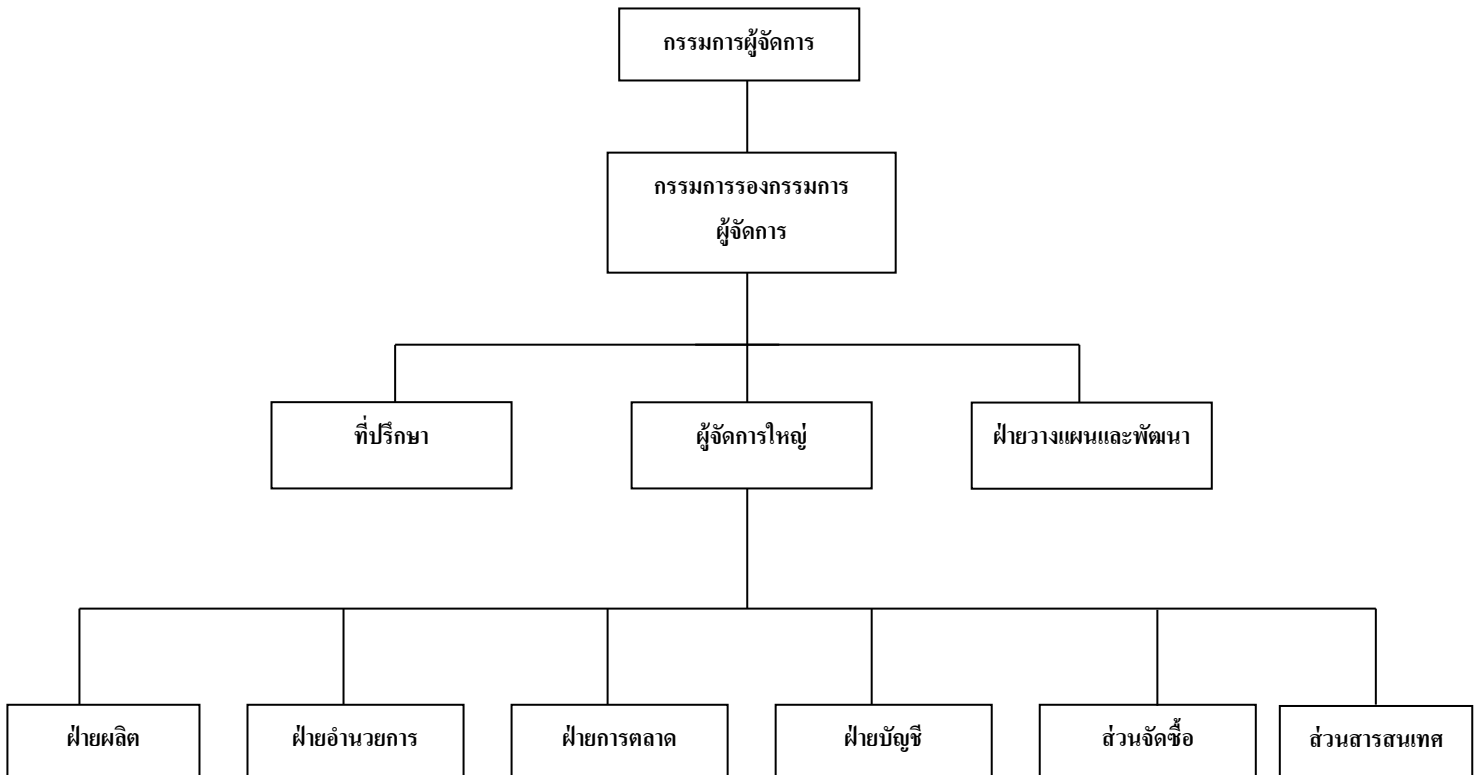 กรรมการผู้จัดการ
กรรมการรองกรรมการ
ผู้จัดการ
ที่ปรึกษา
ผู้จัดการใหญ่
ฝ่ายวางแผนและพัฒนา
ฝ่ายผลิต
ฝ่ายอำนวยการ
ฝ่ายการตลาด
ฝ่ายบัญชี
ส่วนจัดซื้อ
ส่วนสารสนเทศ